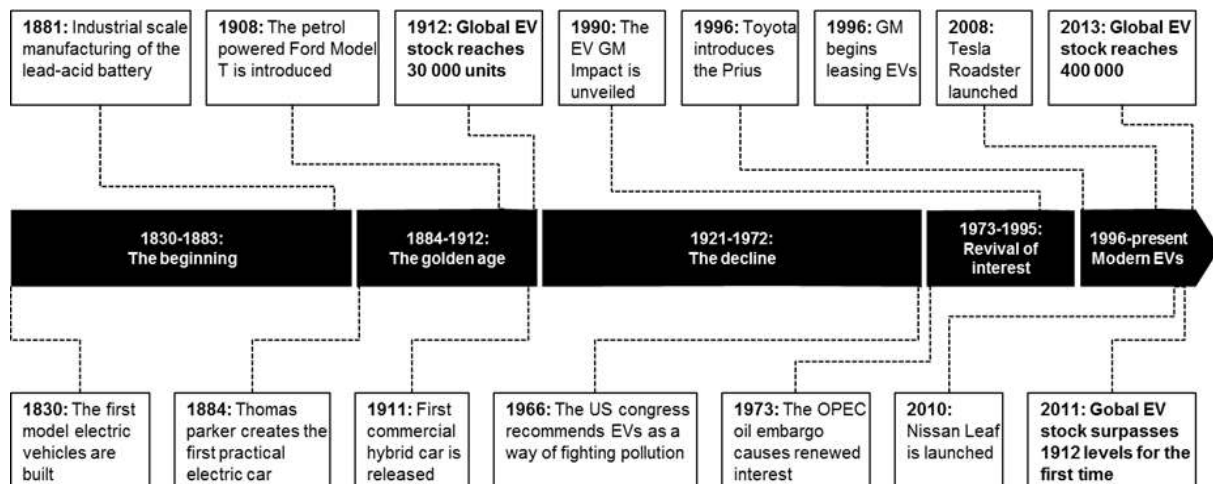 1881: Industrial scale
manufacturing of the
lead-acid battery
1908: The petrol
powered Ford Model
T is introduced
1912: Global EV
stock reaches
30 000 units
1990: The
EV GM
Impact is
unveiled
1996: Toyota
introduces
the Prius
1996: GM
begins
leasing EVs
2008:
Tesla
Roadster
launched
2013: Global EV
stock reaches
400 000
1830-1883:
The beginning
1884-1912:
The golden age
1921-1972:
The decline
1973-1995:
Revival of
interest
1996-present
Modern EVs
1830: The first
model electric
vehicles are
built
1884: Thomas
parker creates the
first practical
electric car
1911: First
commercial
hybrid car is
released
1966: The US congress
recommends EVs as a
way of fighting pollution
1973: The OPEC
oil embargo
causes renewed
interest
2010:
Nissan Leaf
is launched
2011: Gobal EV
stock surpasses
1912 levels for the
first time